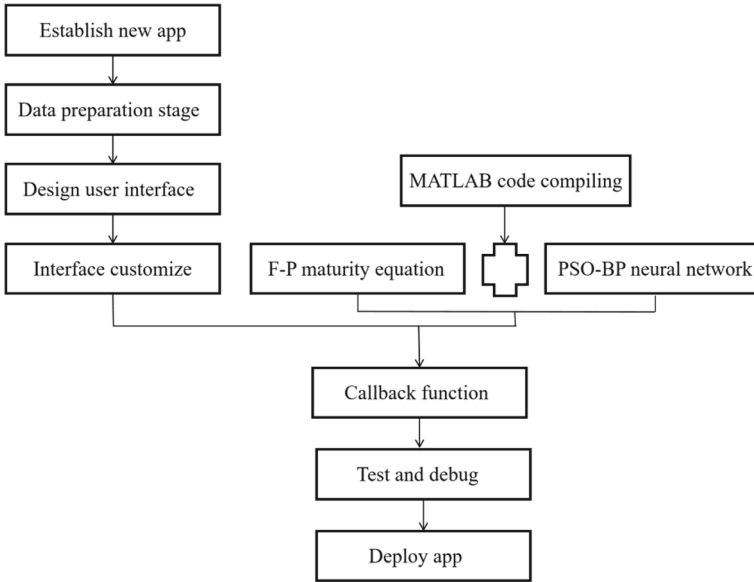 Establish new app
Data preparation stage
Design user interface
MATLAB code compiling
Interface customize
F-P maturity equation
PSO-BP neural network
Callback function
Test and debug
Deploy app